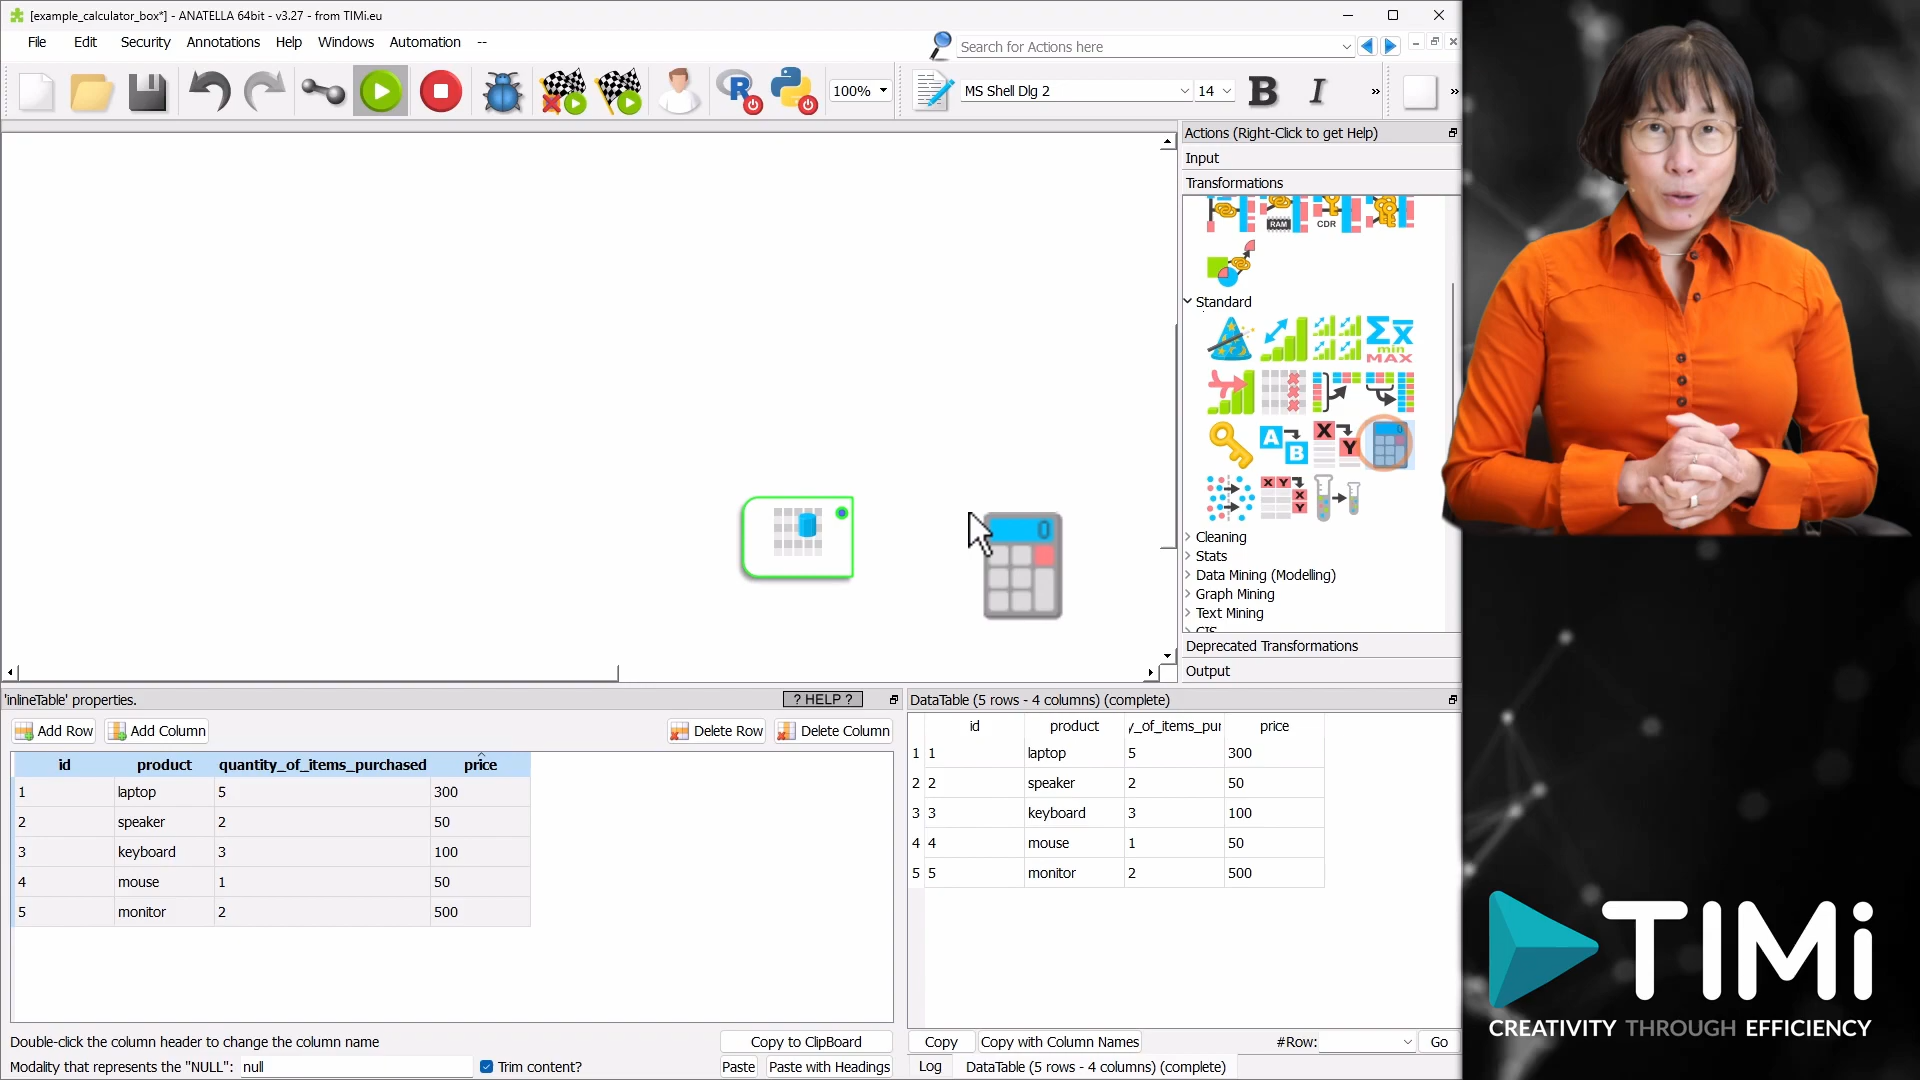 [example_calculator_box*] - ANATELLA 64bit - v3.27 - from TIMi.eu
File Edit Security Annotations Help Windows Automation --
Search for Actions here
100%
MS Shell Dlg 2
14
B I » »
Actions (Right-Click to get Help)
Input
Transformations
RAM
CDR
Standard
Σx
min
MAX
A
B
X
Y
0
X Y
X
Y
Cleaning
Stats
Data Mining (Modelling)
Graph Mining
Text Mining
Deprecated Transformations
Output
0
'inlineTable' properties.
? HELP ?
Add Row Add Column Delete Row Delete Column
id product quantity_of_items_purchased price
1 laptop 5 300
2 speaker 2 50
3 keyboard 3 100
4 mouse 1 50
5 monitor 2 500
Double-click the column header to change the column name
Copy to ClipBoard
Modality that represents the "NULL": null
Trim content?
Paste Paste with Headings
DataTable (5 rows - 4 columns) (complete)
id product y_of_items_pur price
1 1 laptop 5 300
2 2 speaker 2 50
3 3 keyboard 3 100
4 4 mouse 1 50
5 5 monitor 2 500
Copy Copy with Column Names #Row: Go
Log DataTable (5 rows - 4 columns) (complete)
TIMi
CREATIVITY THROUGH EFFICIENCY